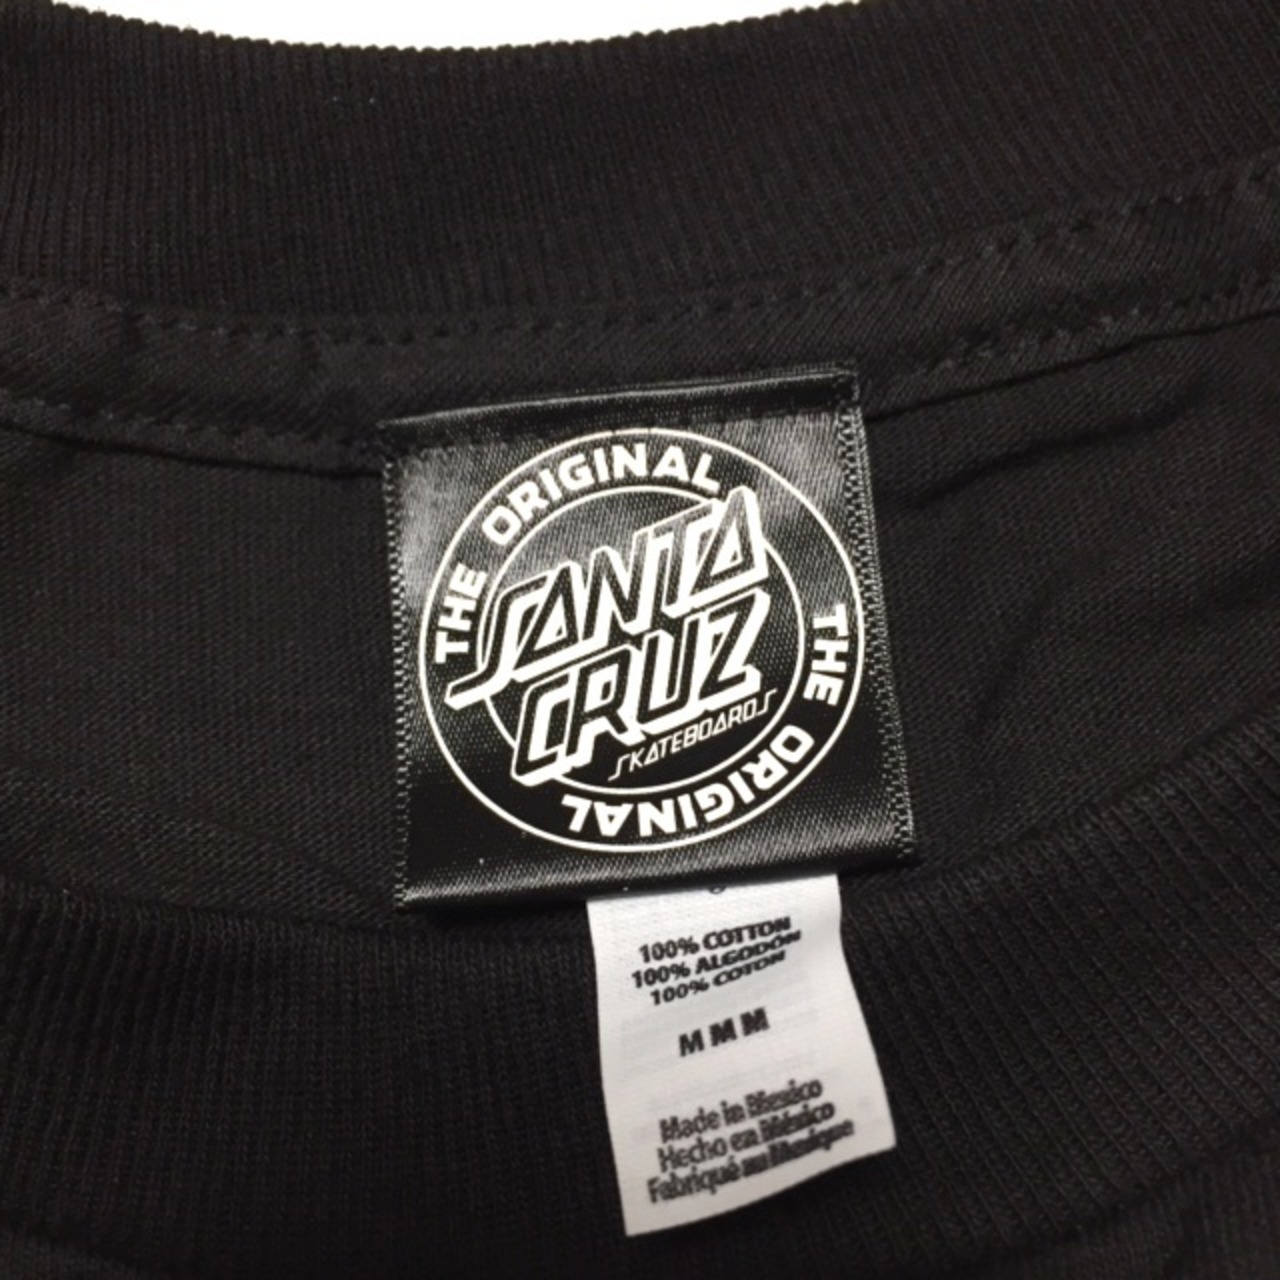 THE ORIGINAL
SANTA
CRUZ
SKATEBOARDS
THE ORIGINAL
100% COTTON
100% ALGODÓN
100% COTON
M M M
Made in Mexico
Hecho en México
Fabriqué au Mexique